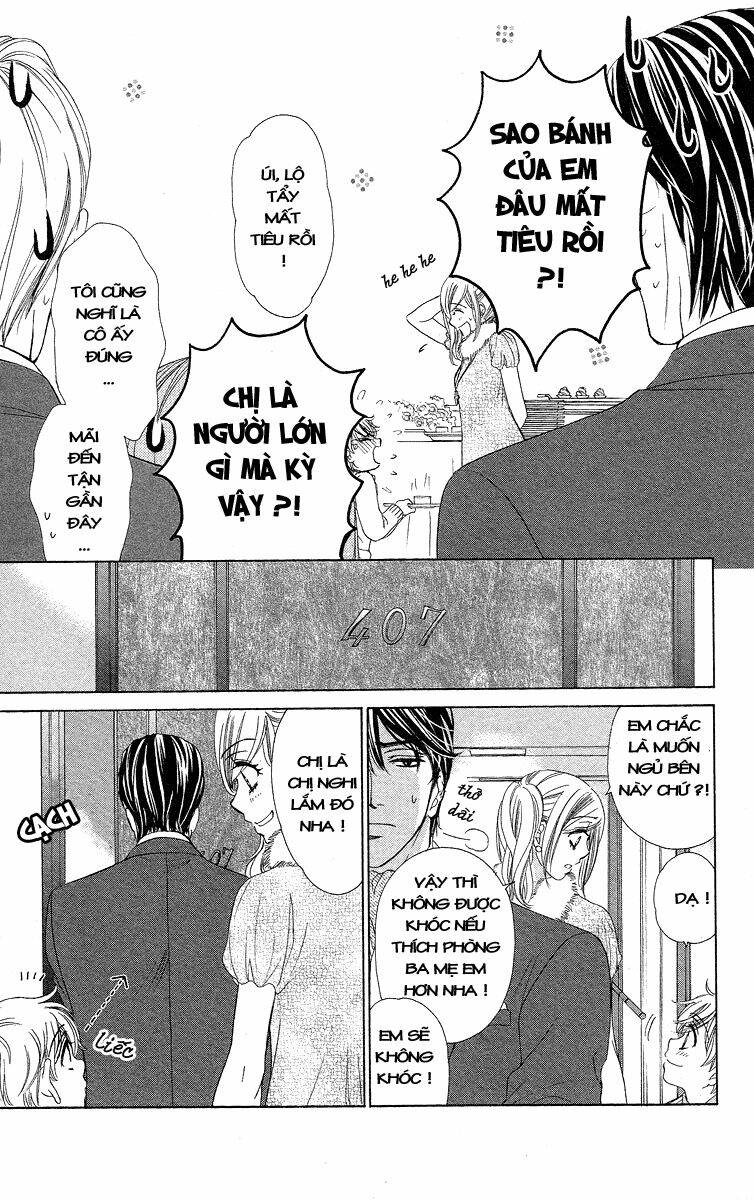 SAO BÁNH
CỦA EM
ĐÂU MẤT
TIÊU RỒI
?!
ÚI, LỘ
TẨY
MẤT
TIÊU RỒI
!
he he he
TÔI CŨNG
NGHĨ LÀ
CÔ ẤY
ĐÚNG
...
CHỊ LÀ
NGƯỜI LỚN
GÌ MÀ KỲ
VẬY ?!
MÃI
ĐẾN
TẬN
GẦN
ĐÂY
...
407
EM CHẮC
LÀ MUỐN
NGỦ BÊN
NÀY CHỨ ?!
thở
dài
DẠ !
VẬY THÌ
KHÔNG ĐƯỢC
KHÓC NẾU
THÍCH PHÒNG
BA MẸ EM
HƠN NHA !
EM SẼ
KHÔNG
KHÓC !
CHỊ LÀ
CHỊ NGHI
LẮM ĐÓ
NHA !
CẠCH
07
liếc